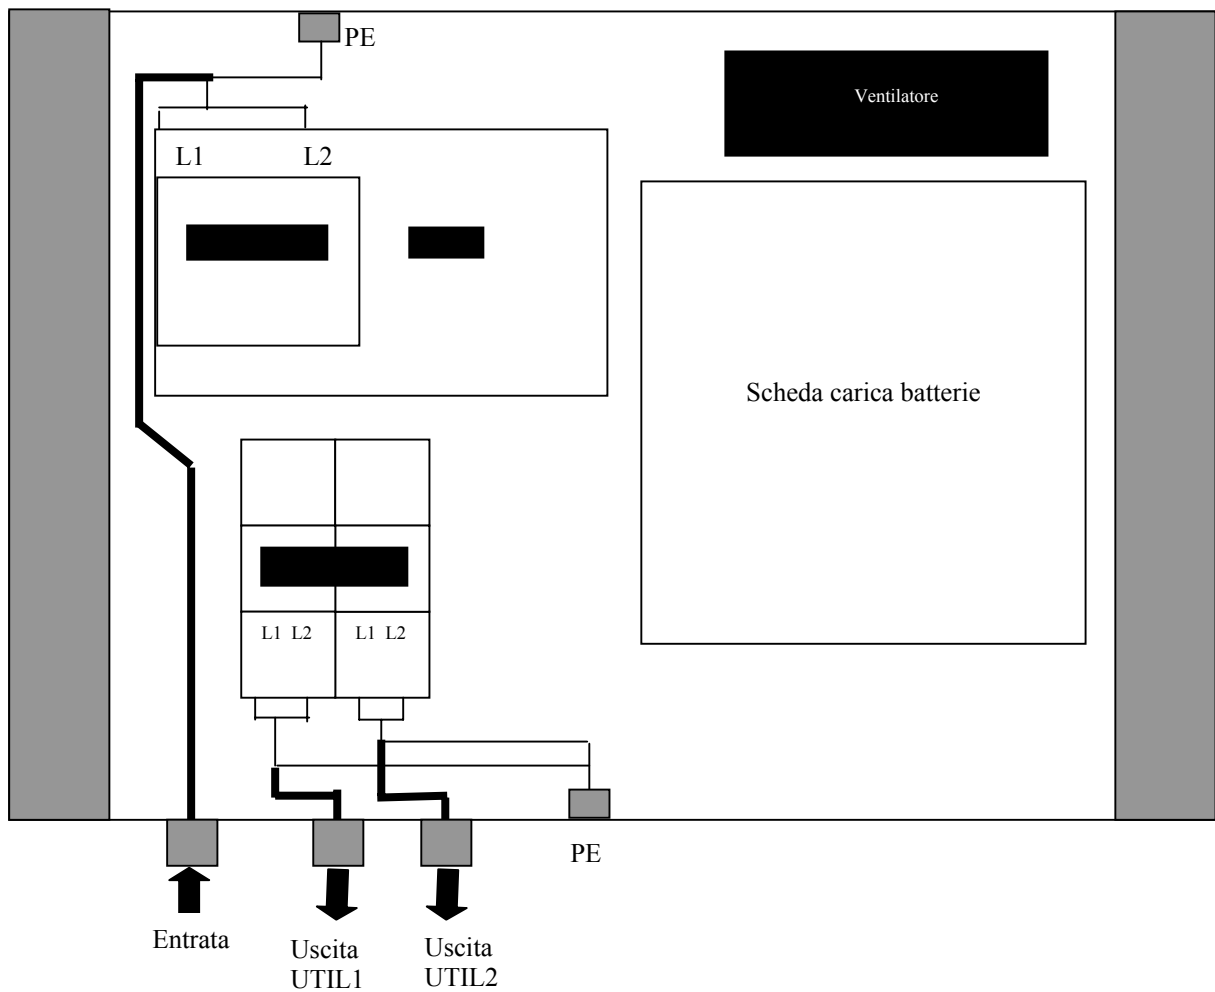 PE
Ventilatore
L1 L2
Scheda carica batterie
L1 L2 L1 L2
PE
Entrata
Uscita
UTIL1
Uscita
UTIL2